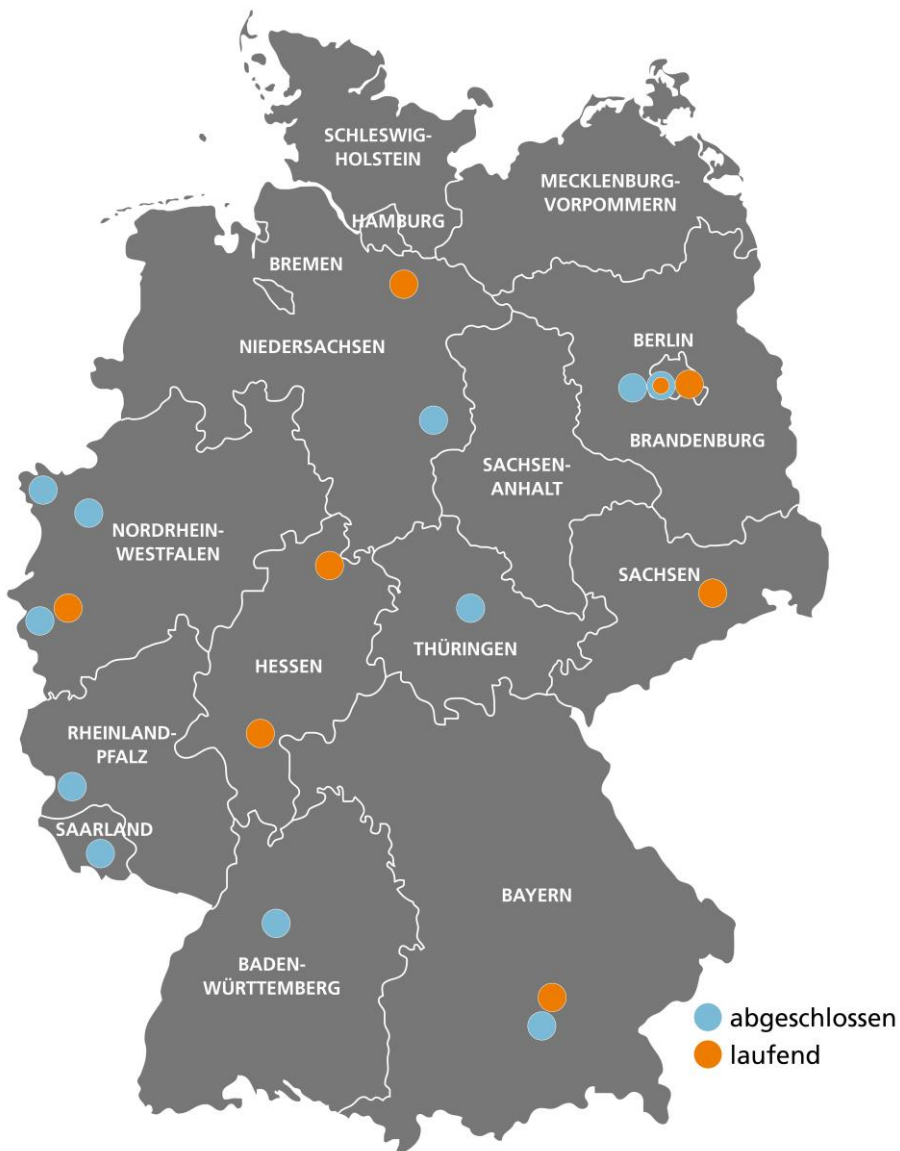 SCHLESWIG-
HOLSTEIN
MECKLENBURG-
VORPOMMERN
HAMBURG
BREMEN
NIEDERSACHSEN
BERLIN
BRANDENBURG
SACHSEN-
ANHALT
NORDRHEIN-
WESTFALEN
SACHSEN
THÜRINGEN
HESSEN
RHEINLAND-
PFALZ
SAARLAND
BAYERN
BADEN-
WÜRTTEMBERG
abgeschlossen
laufend